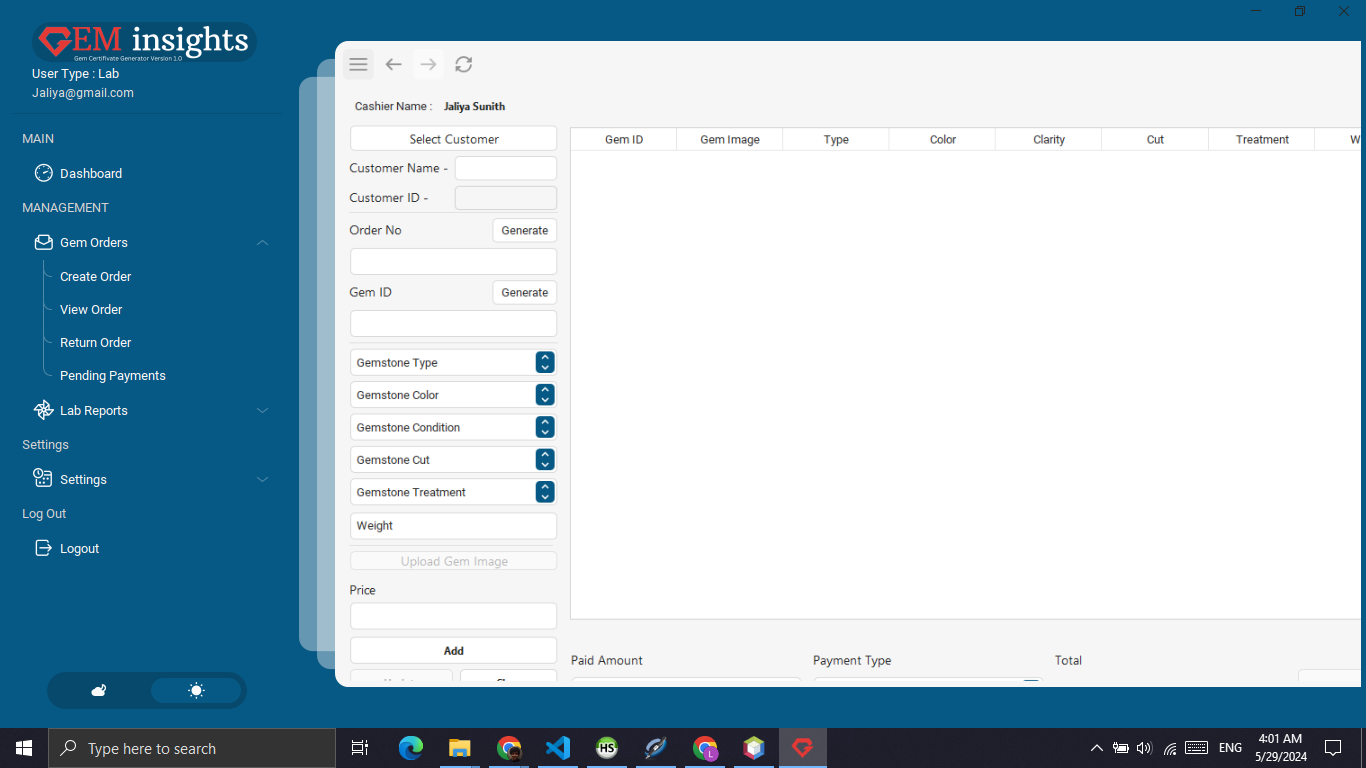 GEM insights
Gem Certifivate Generator Version 1.0
User Type : Lab
Jaliya@gmail.com
MAIN
Dashboard
MANAGEMENT
Gem Orders
Create Order
View Order
Return Order
Pending Payments
Lab Reports
Settings
Settings
Log Out
Logout
Cashier Name : Jaliya Sunith
Select Customer
Customer Name -
Customer ID -
Order No Generate
Gem ID Generate
Gemstone Type
Gemstone Color
Gemstone Condition
Gemstone Cut
Gemstone Treatment
Weight
Upload Gem Image
Price
Add
Gem ID Gem Image Type Color Clarity Cut Treatment W
Paid Amount Payment Type Total
Type here to search
HS
L
ENG
4:01 AM
5/29/2024